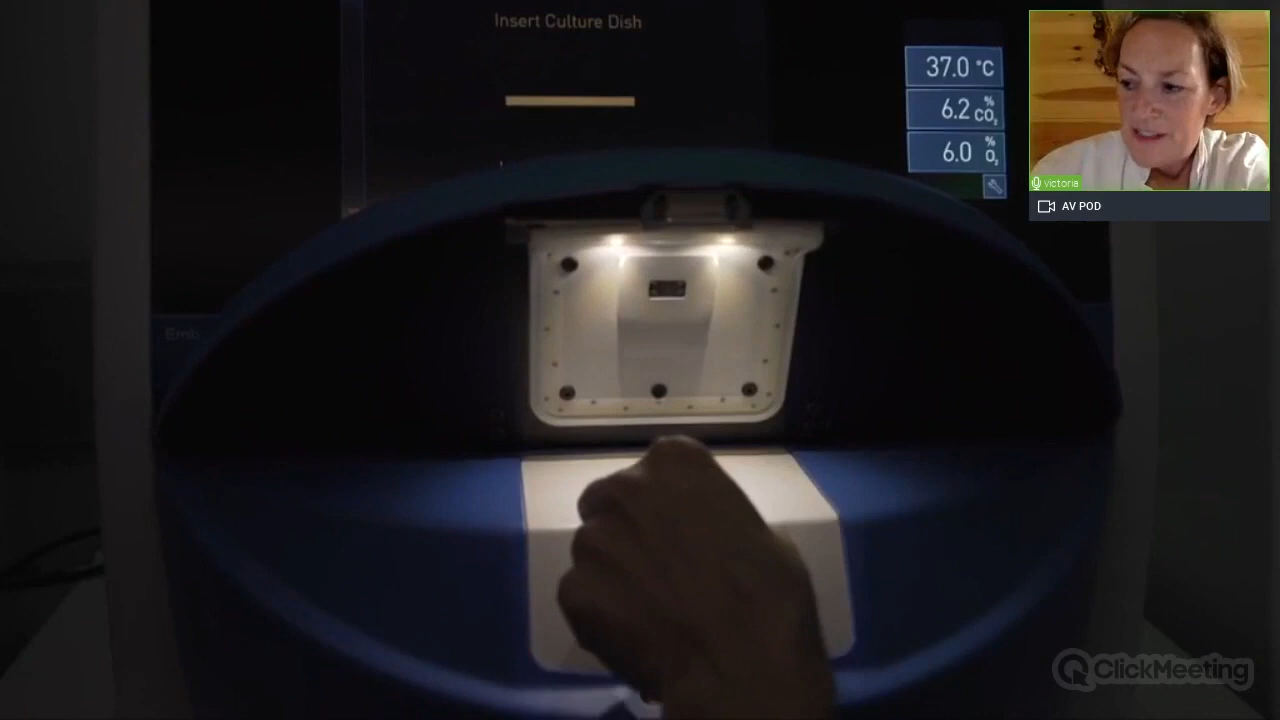 Insert Culture Dish
37.0 °C
6.2 % CO₂
6.0 % O₂
victoria
AV POD
ClickMeeting